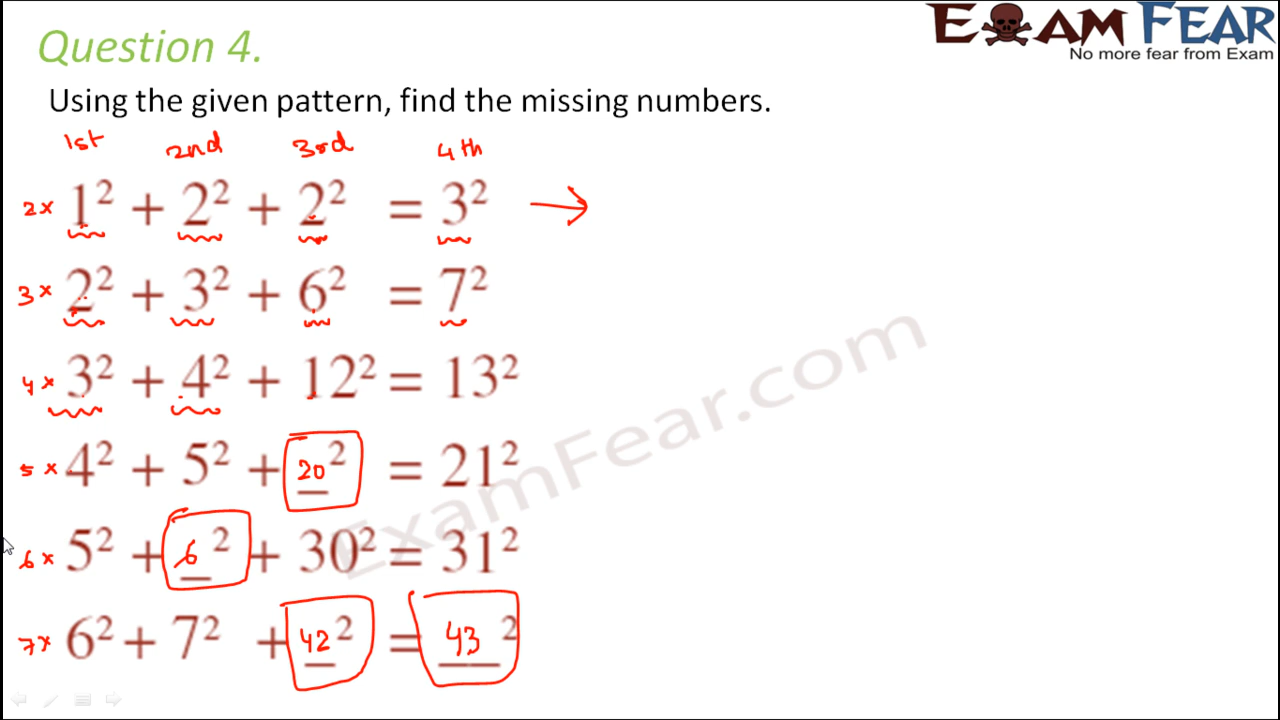 EXAM FEAR
No more fear from Exam
Question 4.
Using the given pattern, find the missing numbers.
1st 2nd 3rd 4th
2× 1² + 2² + 2² = 3² →
3× 2² + 3² + 6² = 7²
4× 3² + 4² + 12² = 13²
5× 4² + 5² + 20² = 21²
6× 5² + 6² + 30² = 31²
7× 6² + 7² + 42² = 43²
ExamFear.com